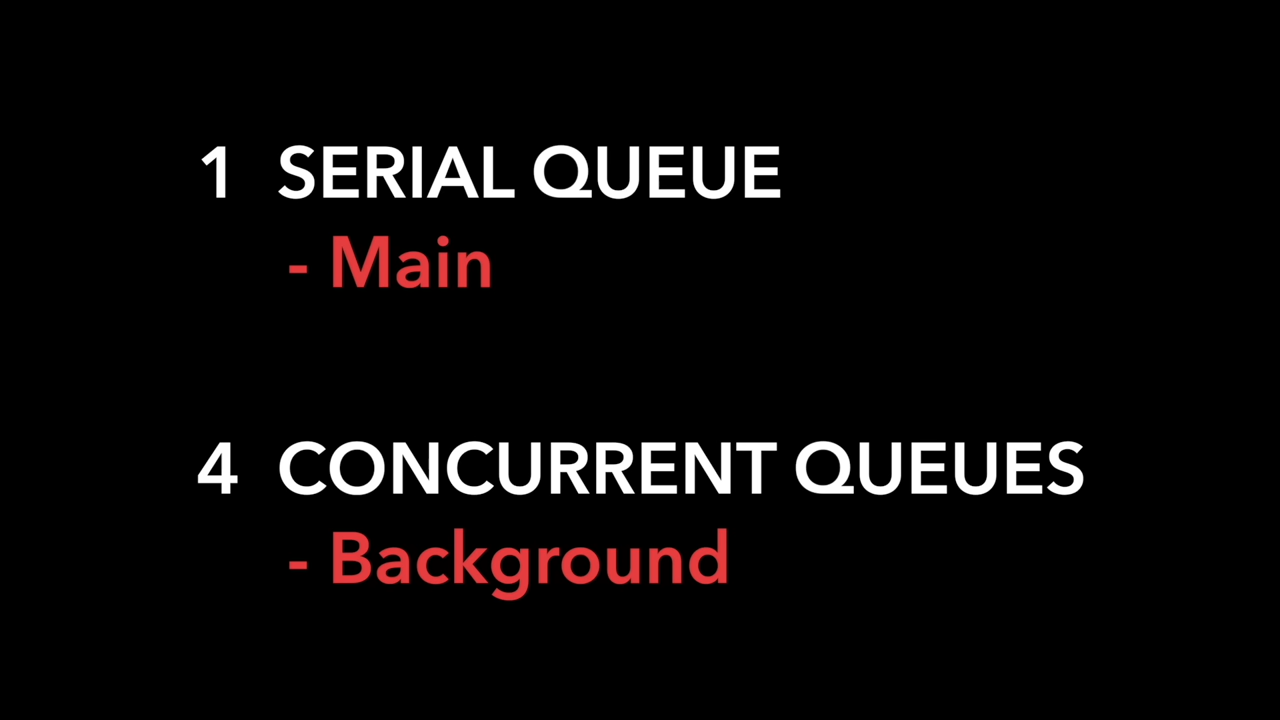 1 SERIAL QUEUE
- Main
4 CONCURRENT QUEUES
- Background